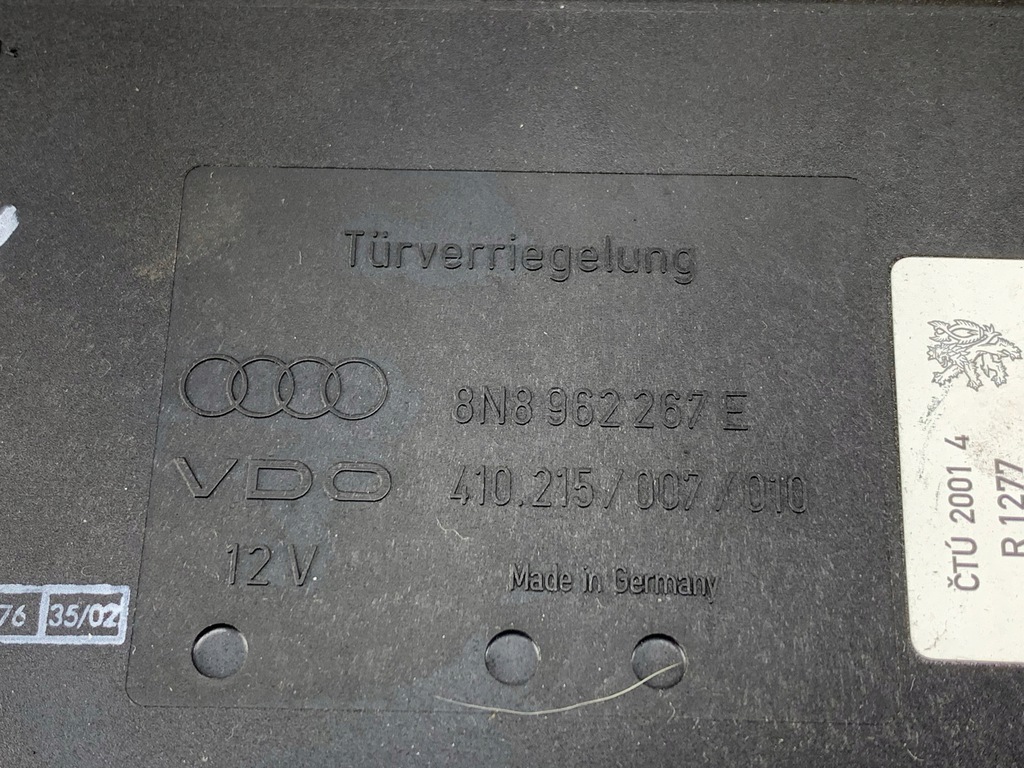 Türverriegelung
8N8 962 267 E
VDO
410.215/007/010
12 V
Made in Germany
76 35/02
ČTÚ 2001 4
R 1277